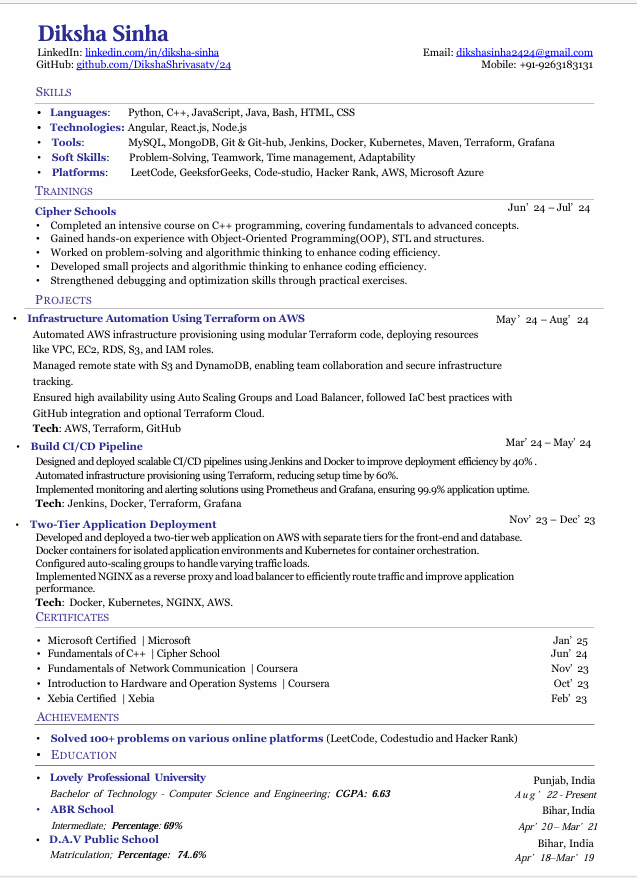 Diksha Sinha
LinkedIn: linkedin.com/in/diksha-sinha Email: dikshasinha2424@gmail.com
GitHub: github.com/DikshaShrivasatv/24 Mobile: +91-9263183131
SKILLS
• Languages: Python, C++, JavaScript, Java, Bash, HTML, CSS
• Technologies: Angular, React.js, Node.js
• Tools: MySQL, MongoDB, Git & Git-hub, Jenkins, Docker, Kubernetes, Maven, Terraform, Grafana
• Soft Skills: Problem-Solving, Teamwork, Time management, Adaptability
• Platforms: LeetCode, GeeksforGeeks, Code-studio, Hacker Rank, AWS, Microsoft Azure
TRAININGS
Cipher Schools Jun' 24 – Jul' 24
• Completed an intensive course on C++ programming, covering fundamentals to advanced concepts.
• Gained hands-on experience with Object-Oriented Programming(OOP), STL and structures.
• Worked on problem-solving and algorithmic thinking to enhance coding efficiency.
• Developed small projects and algorithmic thinking to enhance coding efficiency.
• Strengthened debugging and optimization skills through practical exercises.
PROJECTS
• Infrastructure Automation Using Terraform on AWS May' 24 – Aug' 24
Automated AWS infrastructure provisioning using modular Terraform code, deploying resources
like VPC, EC2, RDS, S3, and IAM roles.
Managed remote state with S3 and DynamoDB, enabling team collaboration and secure infrastructure
tracking.
Ensured high availability using Auto Scaling Groups and Load Balancer, followed IaC best practices with
GitHub integration and optional Terraform Cloud.
Tech: AWS, Terraform, GitHub
• Build CI/CD Pipeline Mar' 24 – May' 24
Designed and deployed scalable CI/CD pipelines using Jenkins and Docker to improve deployment efficiency by 40% .
Automated infrastructure provisioning using Terraform, reducing setup time by 60%.
Implemented monitoring and alerting solutions using Prometheus and Grafana, ensuring 99.9% application uptime.
Tech: Jenkins, Docker, Terraform, Grafana
• Two-Tier Application Deployment Nov' 23 – Dec' 23
Developed and deployed a two-tier web application on AWS with separate tiers for the front-end and database.
Docker containers for isolated application environments and Kubernetes for container orchestration.
Configured auto-scaling groups to handle varying traffic loads.
Implemented NGINX as a reverse proxy and load balancer to efficiently route traffic and improve application
performance.
Tech: Docker, Kubernetes, NGINX, AWS.
CERTIFICATES
• Microsoft Certified | Microsoft Jan' 25
• Fundamentals of C++ | Cipher School Jun' 24
• Fundamentals of Network Communication | Coursera Nov' 23
• Introduction to Hardware and Operation Systems | Coursera Oct' 23
• Xebia Certified | Xebia Feb' 23
ACHIEVEMENTS
• Solved 100+ problems on various online platforms (LeetCode, Codestudio and Hacker Rank)
• EDUCATION
• Lovely Professional University Punjab, India
Bachelor of Technology - Computer Science and Engineering; CGPA: 6.63 Aug' 22 - Present
• ABR School Bihar, India
Intermediate; Percentage: 69% Apr' 20 – Mar' 21
• D.A.V Public School Bihar, India
Matriculation; Percentage: 74..6% Apr' 18–Mar' 19